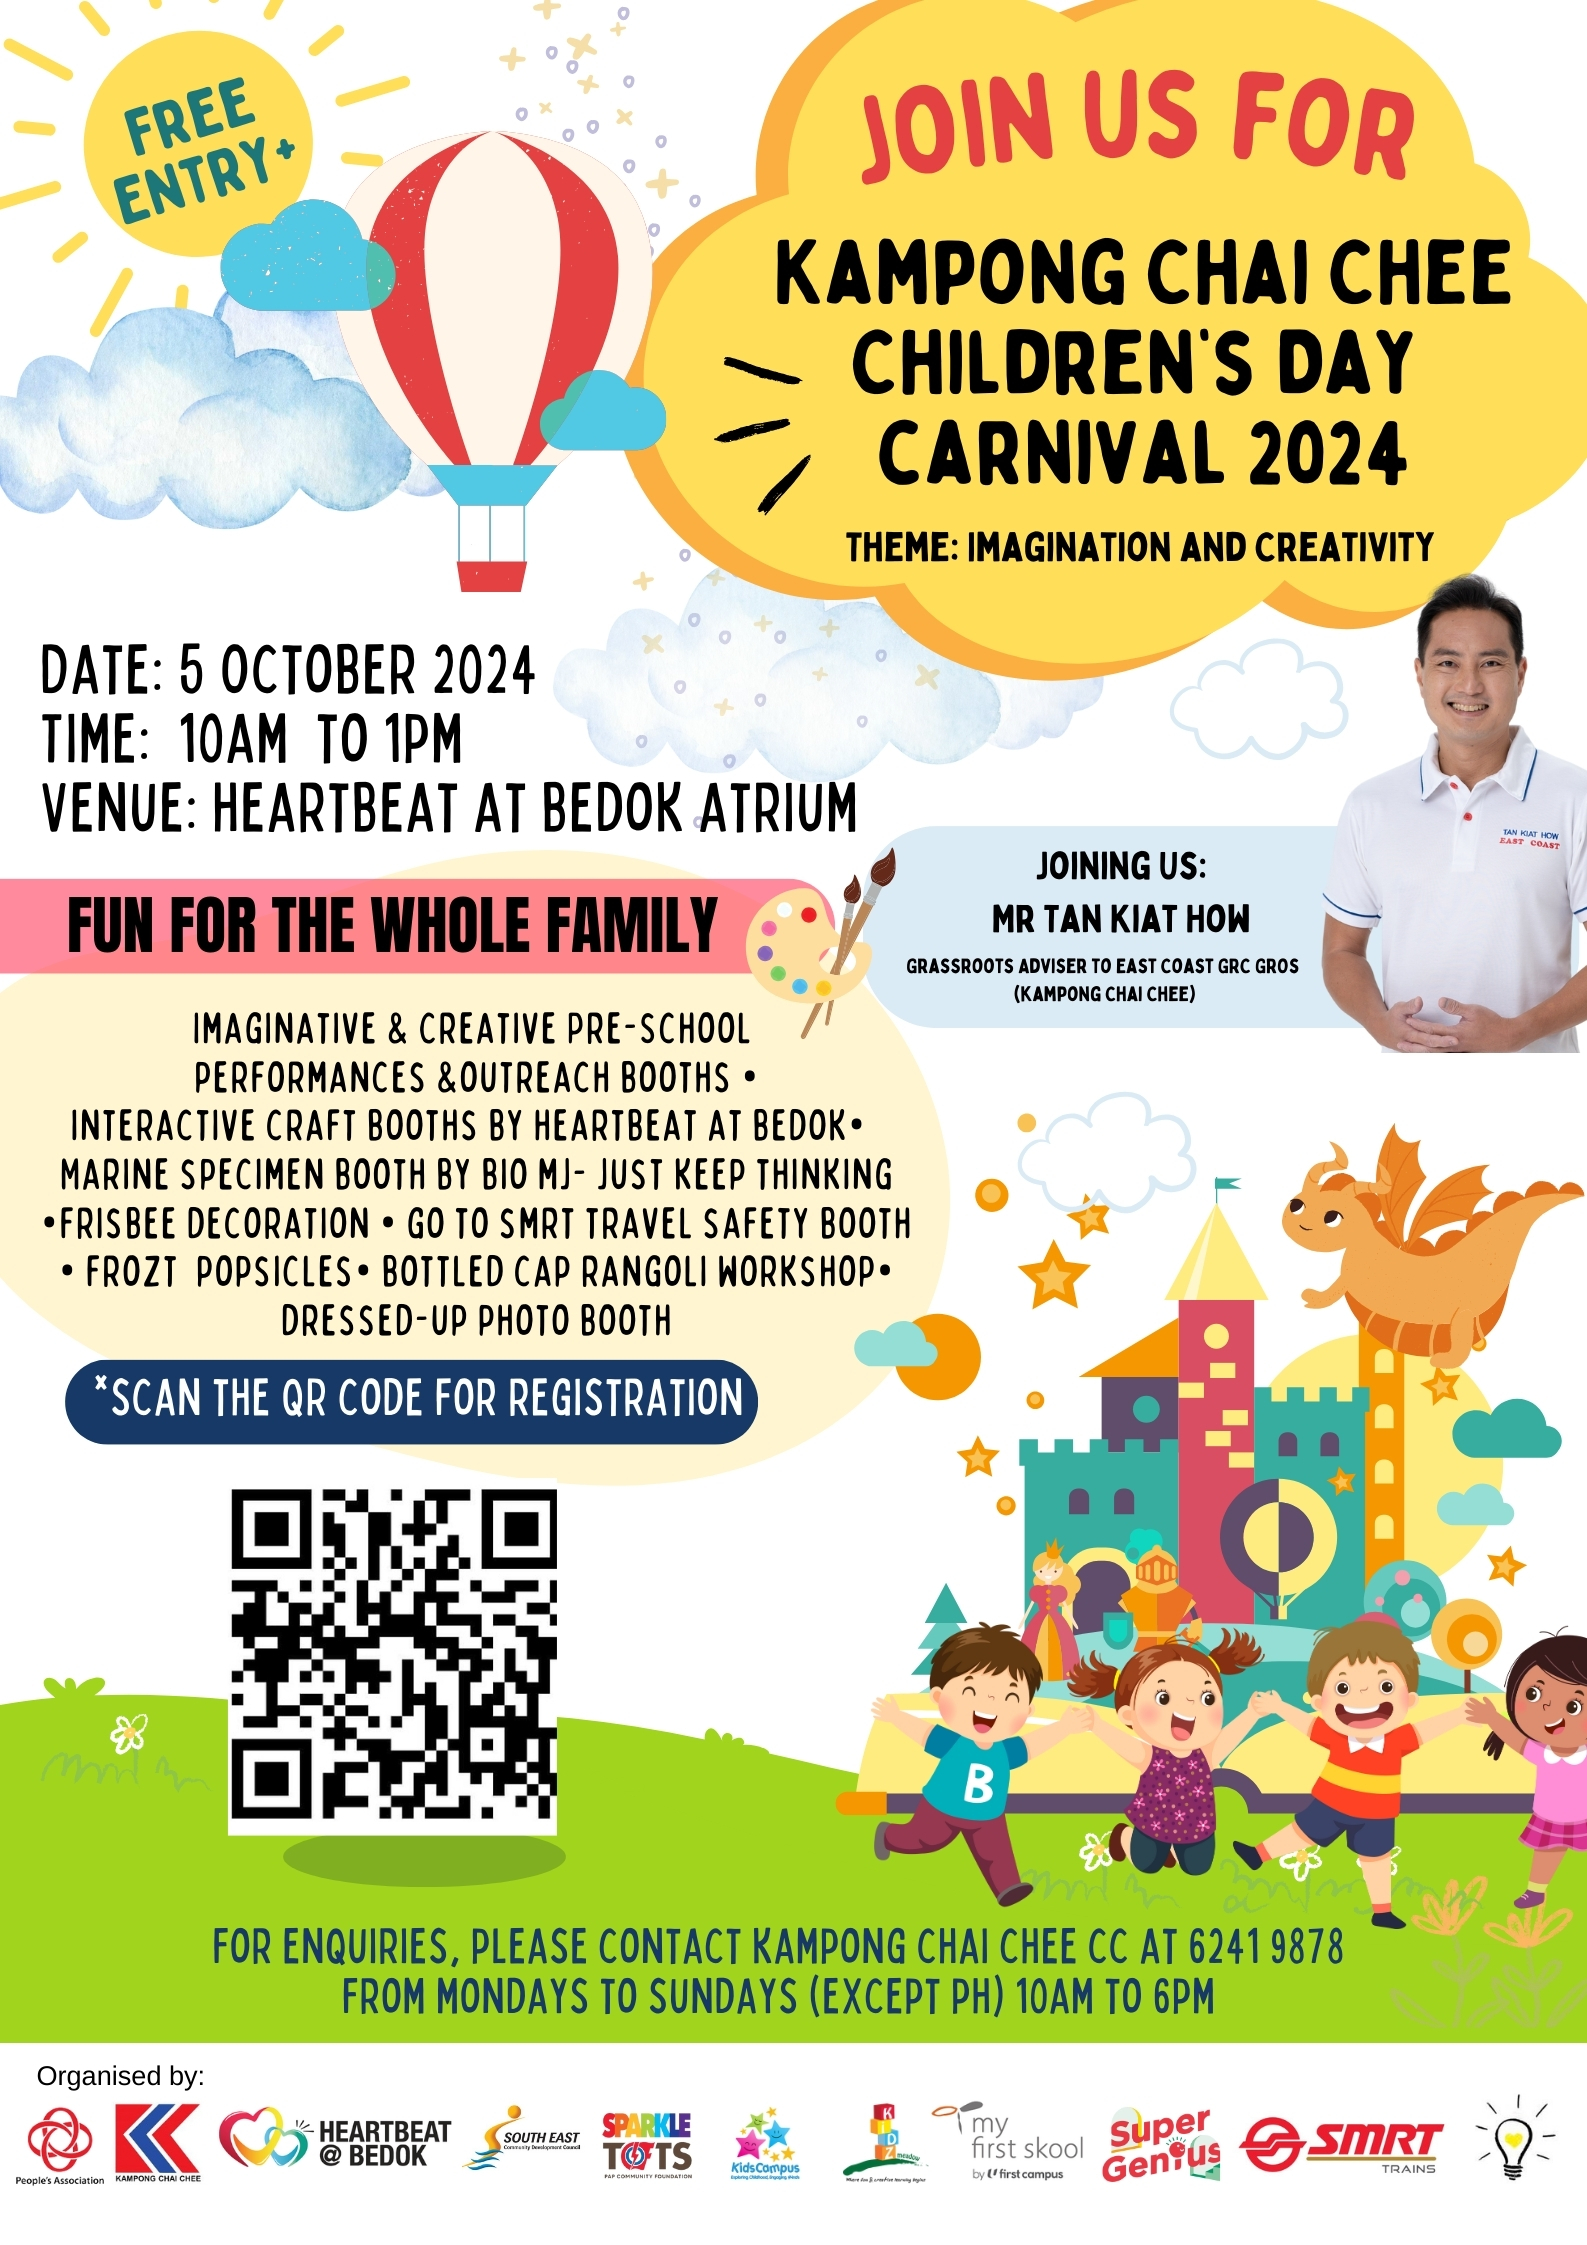 FREE
ENTRY+
JOIN US FOR
KAMPONG CHAI CHEE
CHILDREN'S DAY
CARNIVAL 2024
THEME: IMAGINATION AND CREATIVITY
DATE: 5 OCTOBER 2024
TIME: 10AM TO 1PM
VENUE: HEARTBEAT AT BEDOK ATRIUM
TAN KIAT HOW
EAST COAST
JOINING US:
MR TAN KIAT HOW
GRASSROOTS ADVISER TO EAST COAST GRC GROS
(KAMPONG CHAI CHEE)
FUN FOR THE WHOLE FAMILY
IMAGINATIVE & CREATIVE PRE-SCHOOL
PERFORMANCES &OUTREACH BOOTHS •
INTERACTIVE CRAFT BOOTHS BY HEARTBEAT AT BEDOK•
MARINE SPECIMEN BOOTH BY BIO MJ- JUST KEEP THINKING
•FRISBEE DECORATION • GO TO SMRT TRAVEL SAFETY BOOTH
• FROZT POPSICLES• BOTTLED CAP RANGOLI WORKSHOP•
DRESSED-UP PHOTO BOOTH
*SCAN THE QR CODE FOR REGISTRATION
B
FOR ENQUIRIES, PLEASE CONTACT KAMPONG CHAI CHEE CC AT 6241 9878
FROM MONDAYS TO SUNDAYS (EXCEPT PH) 10AM TO 6PM
Organised by:
People's Association
KAMPONG CHAI CHEE
HEARTBEAT
@ BEDOK
SOUTH EAST
Community Development Council
SPARKLE
TOTS
PAP COMMUNITY FOUNDATION
KidsCampus
Exploring Childhood, Engaging Minds
KIDZ
meadow
my
first skool
by first campus
Super
Genius
SMRT
TRAINS